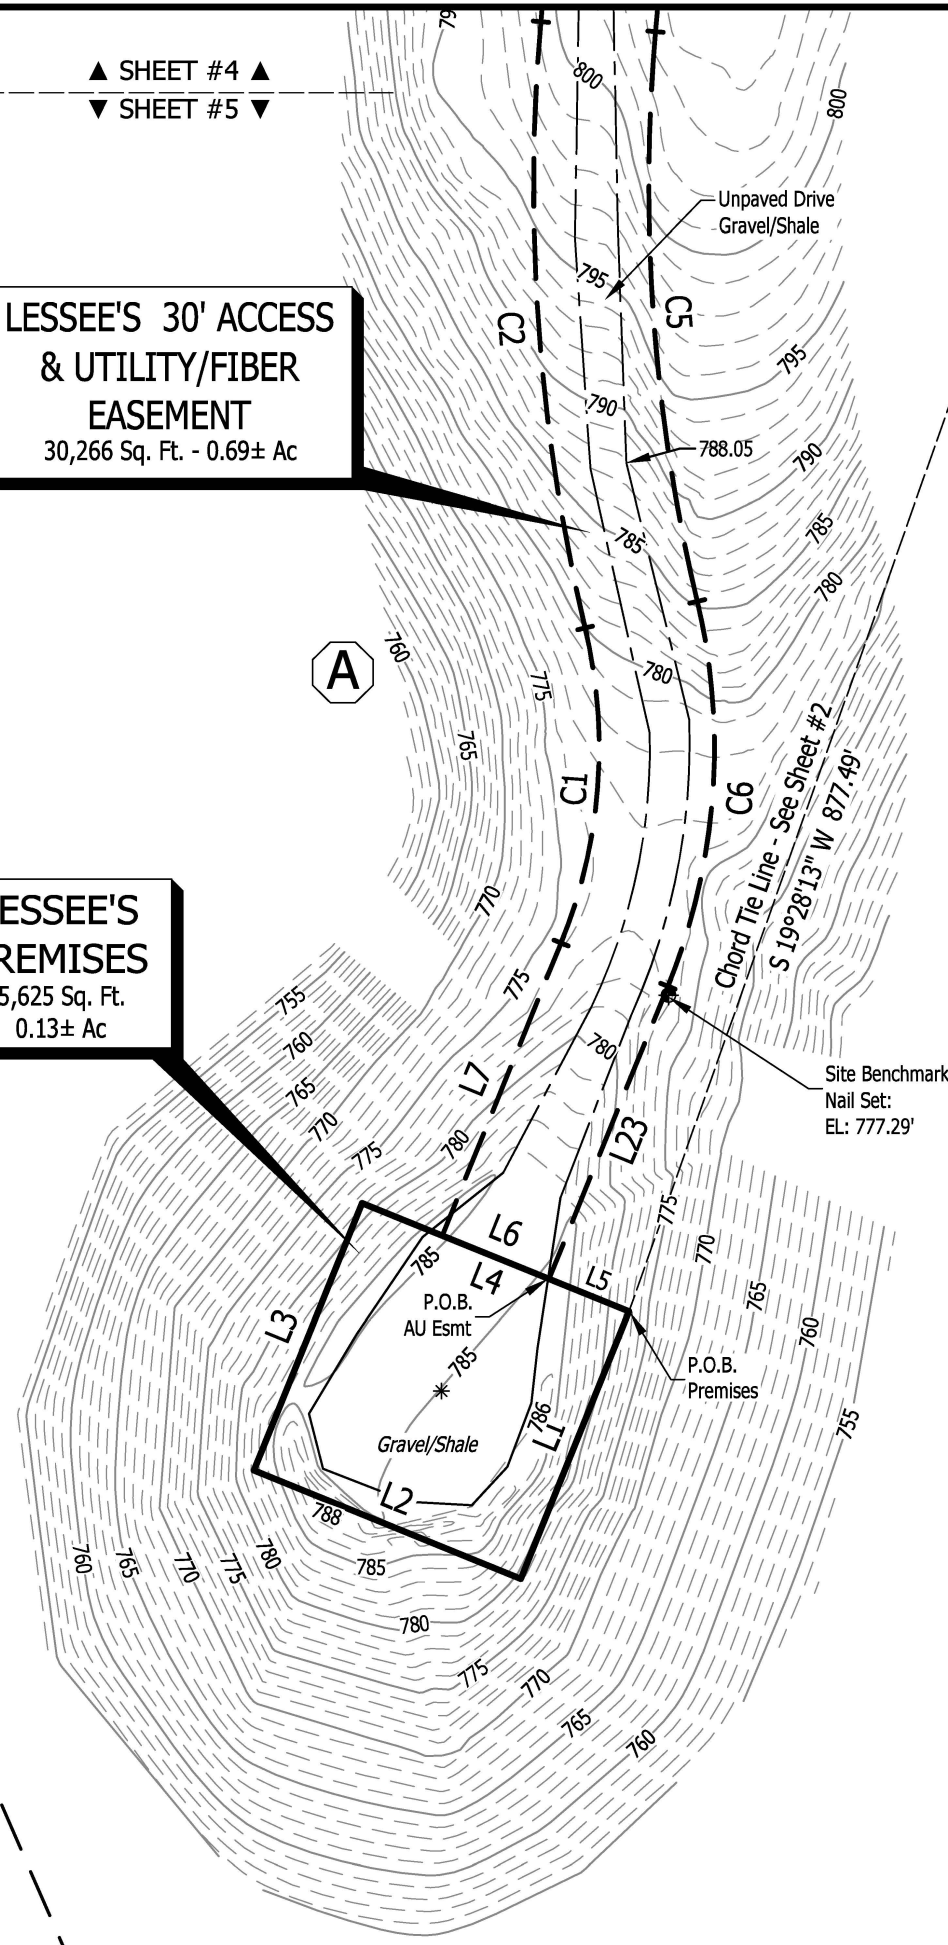 79
▲ SHEET #4 ▲
▼ SHEET #5 ▼
800
800
Unpaved Drive
Gravel/Shale
795
LESSEE'S 30' ACCESS
& UTILITY/FIBER
EASEMENT
30,266 Sq. Ft. - 0.69± Ac
C2
C5
795
790
788.05
790
785
785
780
760
A
775
780
765
C1
C6
Chord Tie Line - See Sheet #2
S 19°28'13" W 877.49'
770
ESSEE'S
REMISES
5,625 Sq. Ft.
0.13± Ac
775
755
760
780
765
770
775
780
L7
L23
Site Benchmark
Nail Set:
EL: 777.29'
775
770
765
760
755
L6
785
L4
L5
P.O.B.
AU Esmt
L3
785
P.O.B.
Premises
786
L1
Gravel/Shale
L2
788
760
765
770
775
780
785
780
775
770
765
760